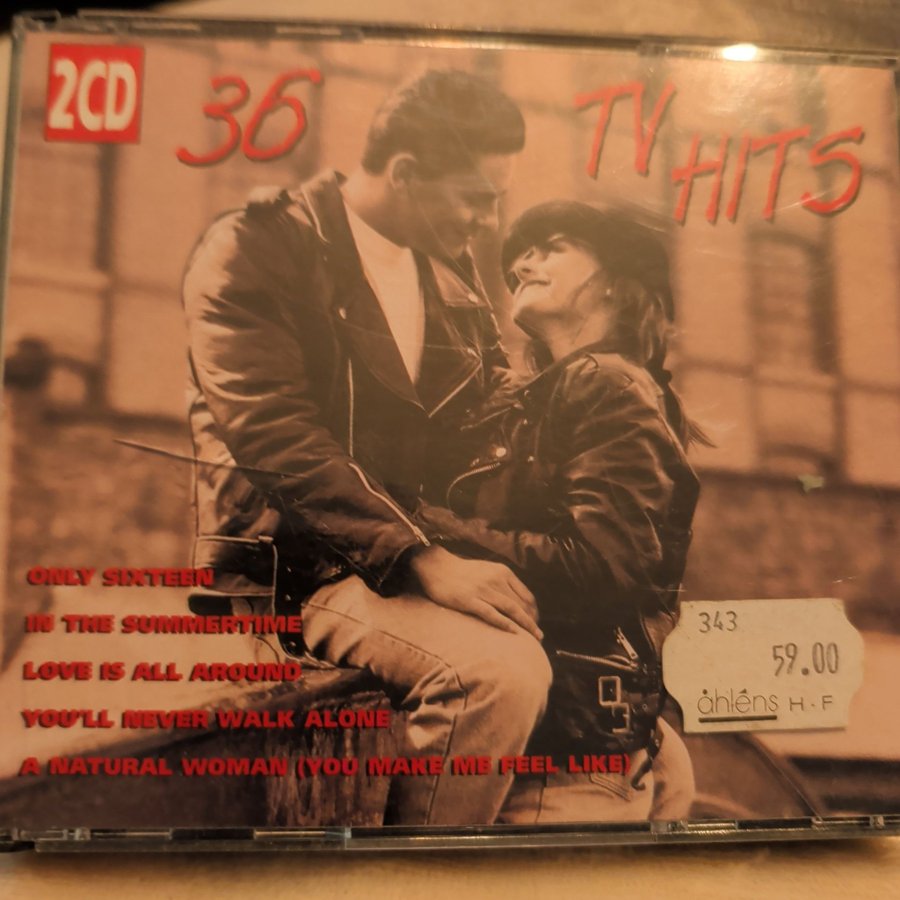 2CD
36
TV HITS
ONLY SIXTEEN
IN THE SUMMERTIME
LOVE IS ALL AROUND
YOU'LL NEVER WALK ALONE
A NATURAL WOMAN (YOU MAKE ME FEEL LIKE)
343
59.00
åhléns H-F